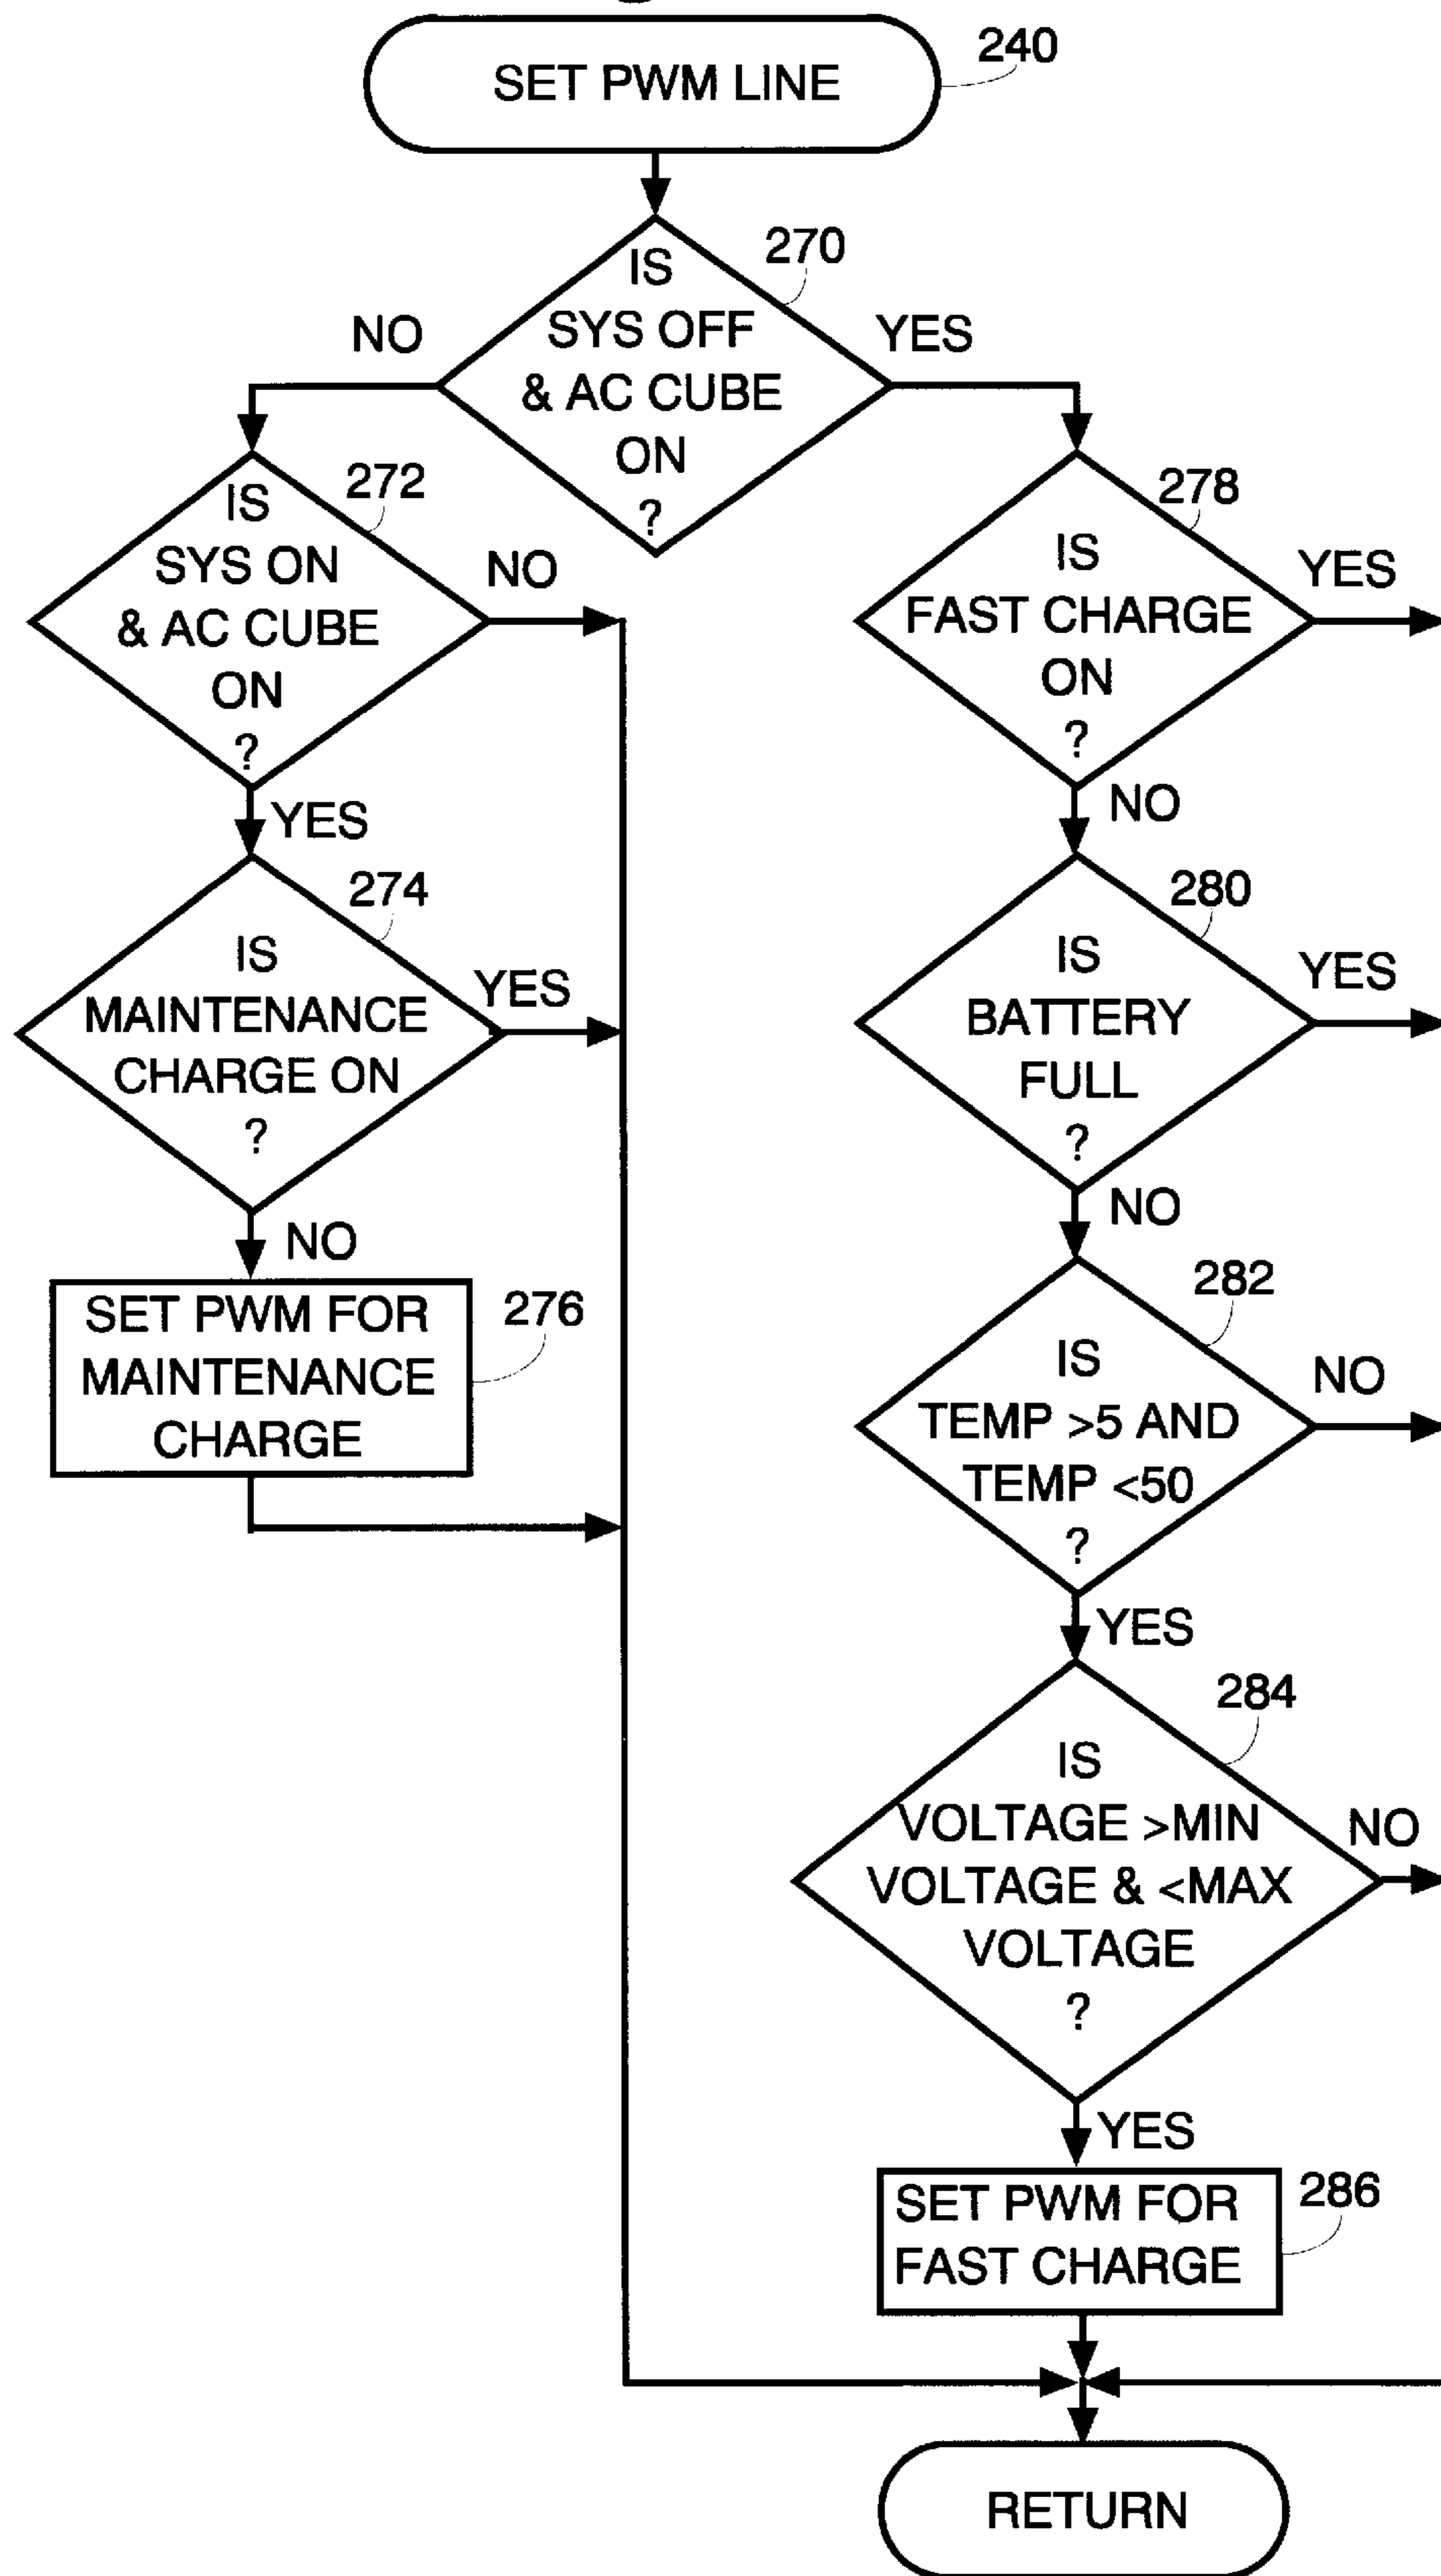 SET PWM LINE
240
IS
SYS OFF
& AC CUBE
ON
?
270
NO
YES
IS
SYS ON
& AC CUBE
ON
?
272
NO
YES
IS
MAINTENANCE
CHARGE ON
?
274
YES
NO
SET PWM FOR
MAINTENANCE
CHARGE
276
IS
FAST CHARGE
ON
?
278
YES
NO
IS
BATTERY
FULL
?
280
YES
NO
IS
TEMP >5 AND
TEMP <50
?
282
NO
YES
IS
VOLTAGE >MIN
VOLTAGE & <MAX
VOLTAGE
?
284
NO
YES
SET PWM FOR
FAST CHARGE
286
RETURN